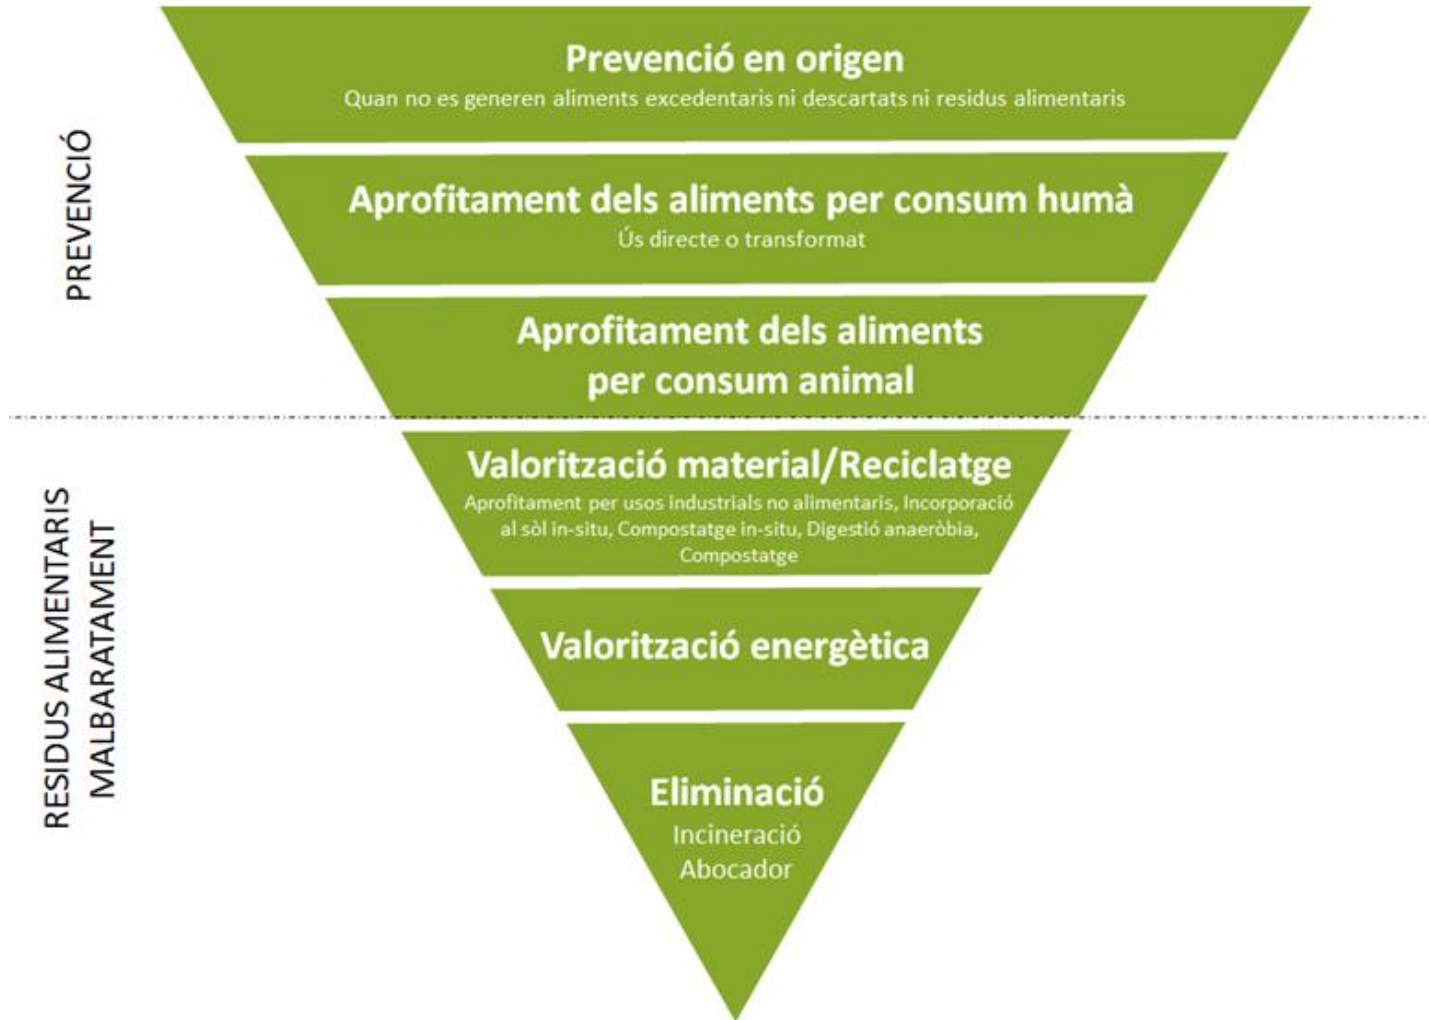 PREVENCIÓ
Prevenció en origen
Quan no es generen aliments excedentaris ni descartats ni residus alimentaris
Aprofitament dels aliments per consum humà
Ús directe o transformat
Aprofitament dels aliments
per consum animal
RESIDUS ALIMENTARIS
MALBARATAMENT
Valorització material/Reciclatge
Aprofitament per usos industrials no alimentaris, Incorporació
al sòl in-situ, Compostatge in-situ, Digestió anaeròbia,
Compostatge
Valorització energètica
Eliminació
Incineració
Abocador